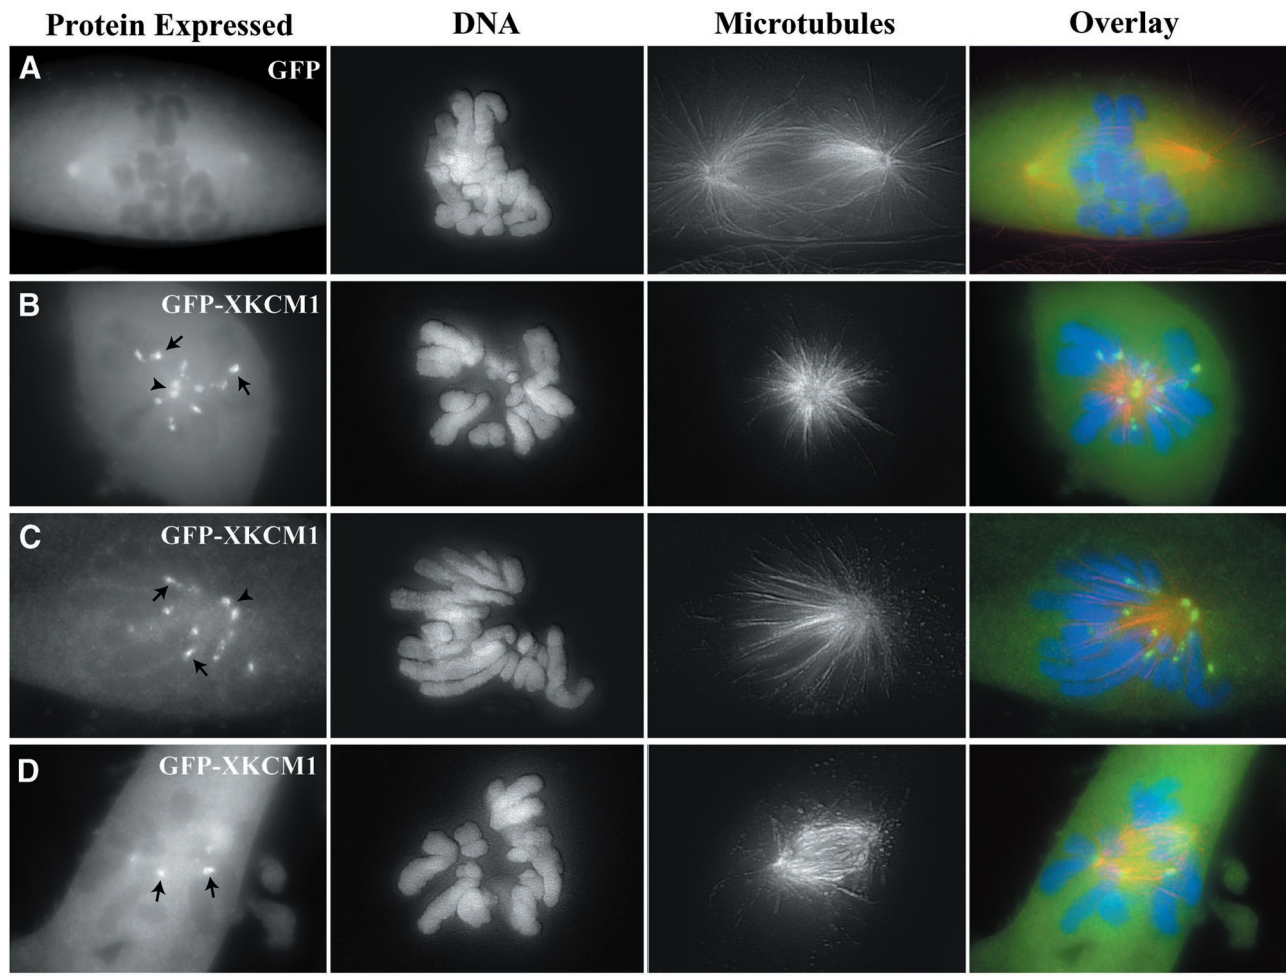 Protein Expressed DNA Microtubules Overlay
A GFP
B GFP-XKCM1
C GFP-XKCM1
D GFP-XKCM1